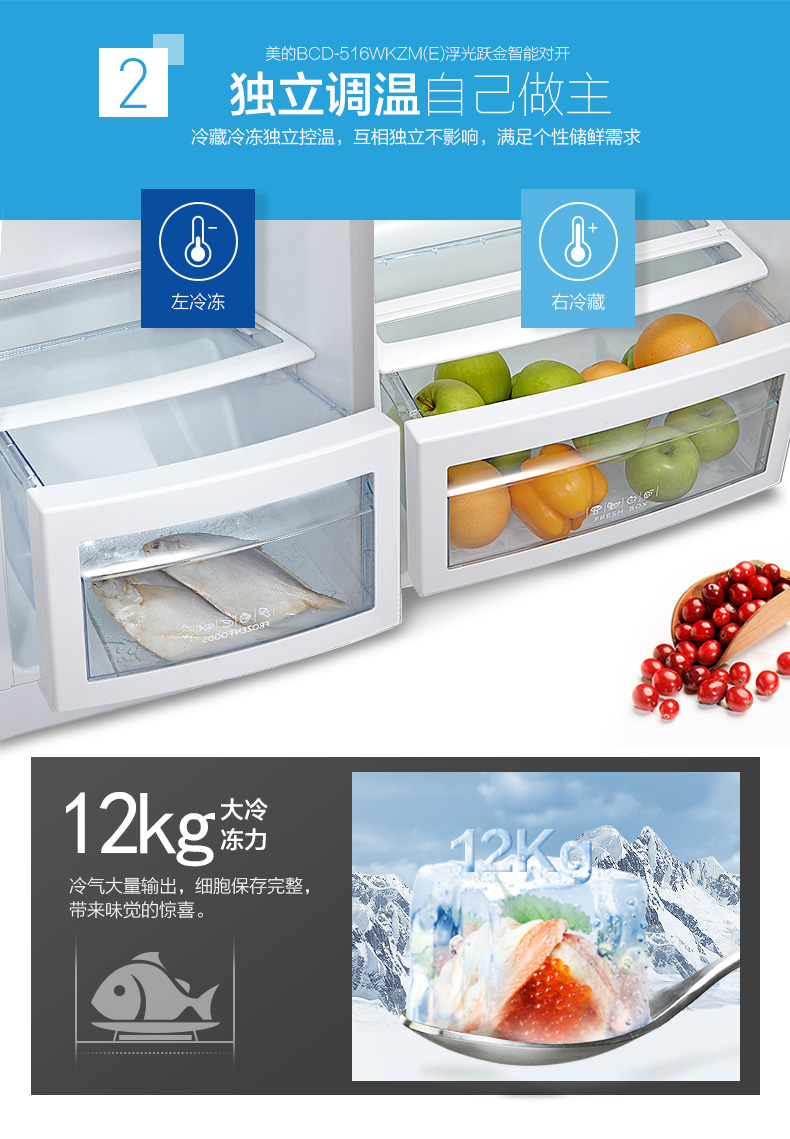 2
美的BCD-516WKZM(E)浮光跃金智能对开
独立调温自己做主
冷藏冷冻独立控温，互相独立不影响，满足个性储鲜需求
左冷冻
右冷藏
FRESH BOX
FROZEN FOODS
12kg
大冷
冻力
冷气大量输出，细胞保存完整，
带来味觉的惊喜。
12Kg